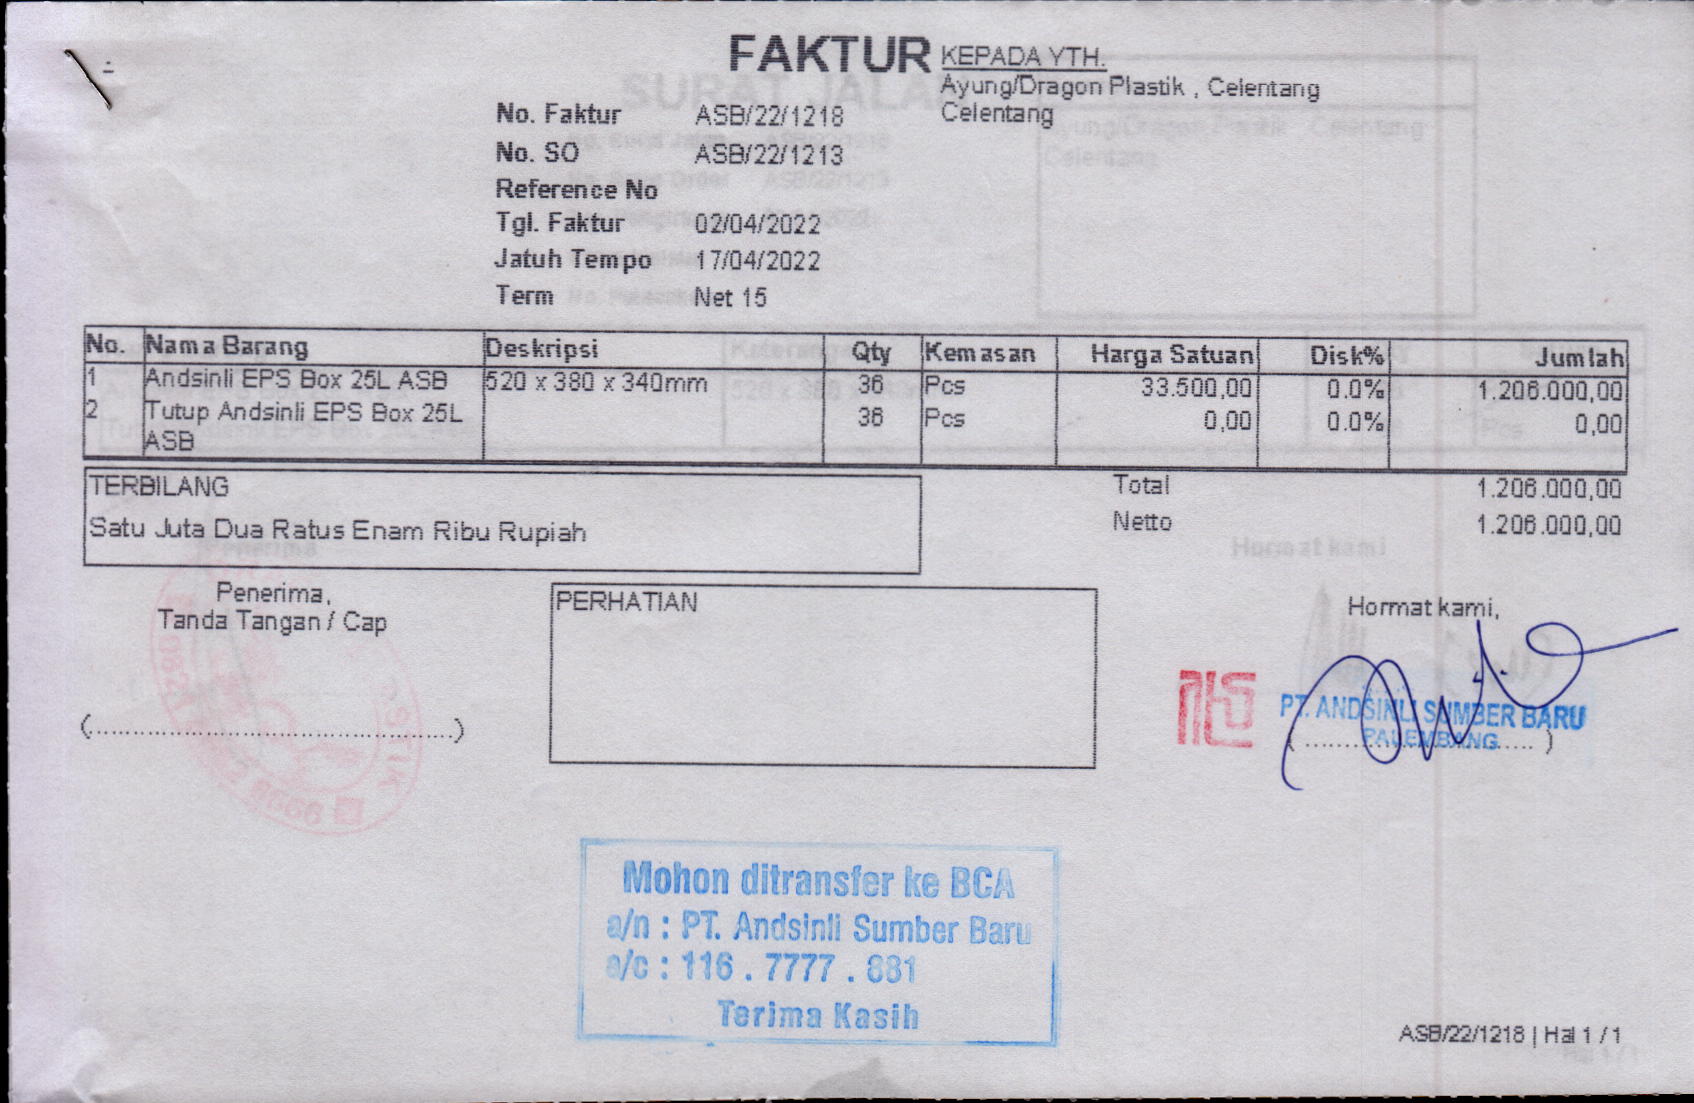 FAKTUR
KEPADA YTH.
Ayung/Dragon Plastik , Celentang
Celentang
No. Faktur ASB/22/1218
No. SO ASB/22/1213
Reference No
Tgl. Faktur 02/04/2022
Jatuh Tempo 17/04/2022
Term Net 15
No. Nama Barang Deskripsi Qty Kemasan Harga Satuan Disk% Jumlah
1 Andsinli EPS Box 25L ASB 520 x 380 x 340mm 36 Pcs 33.500,00 0.0% 1.206.000,00
2 Tutup Andsinli EPS Box 25L 36 Pcs 0,00 0.0% 0,00
ASB
TERBILANG
Satu Juta Dua Ratus Enam Ribu Rupiah
Total 1.206.000,00
Netto 1.206.000,00
Penerima,
Tanda Tangan / Cap
(........................................................)
PERHATIAN
Hormat kami,
PT. ANDSINLI SUMBER BARU
PALEMBANG
Mohon ditransfer ke BCA
a/n : PT. Andsinli Sumber Baru
a/c : 116 . 7777 . 881
Terima Kasih
ASB/22/1218 | Hal 1 / 1